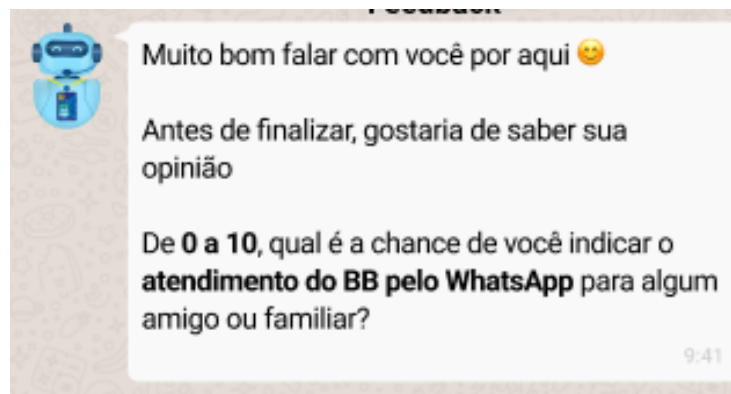 Muito bom falar com você por aqui 😊
Antes de finalizar, gostaria de saber sua
opinião
De 0 a 10, qual é a chance de você indicar o
atendimento do BB pelo WhatsApp para algum
amigo ou familiar?
9:41